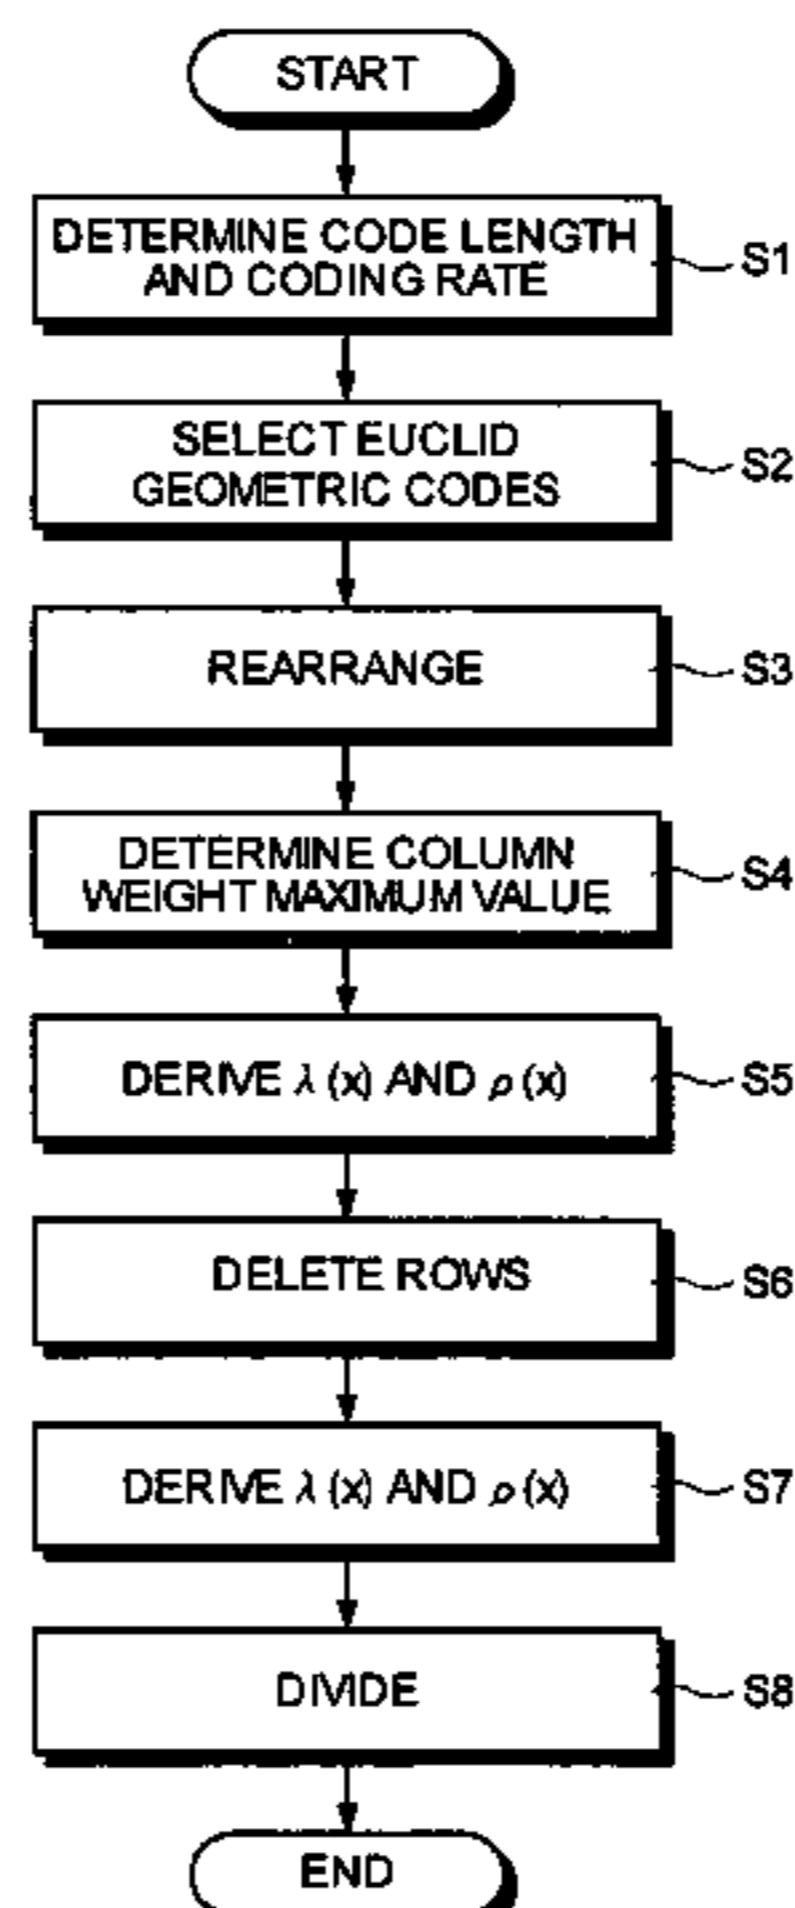 START
DETERMINE CODE LENGTH
AND CODING RATE
S1
SELECT EUCLID
GEOMETRIC CODES
S2
REARRANGE
S3
DETERMINE COLUMN
WEIGHT MAXIMUM VALUE
S4
DERIVE λ (x) AND ρ (x)
S5
DELETE ROWS
S6
DERIVE λ (x) AND ρ (x)
S7
DIVIDE
S8
END